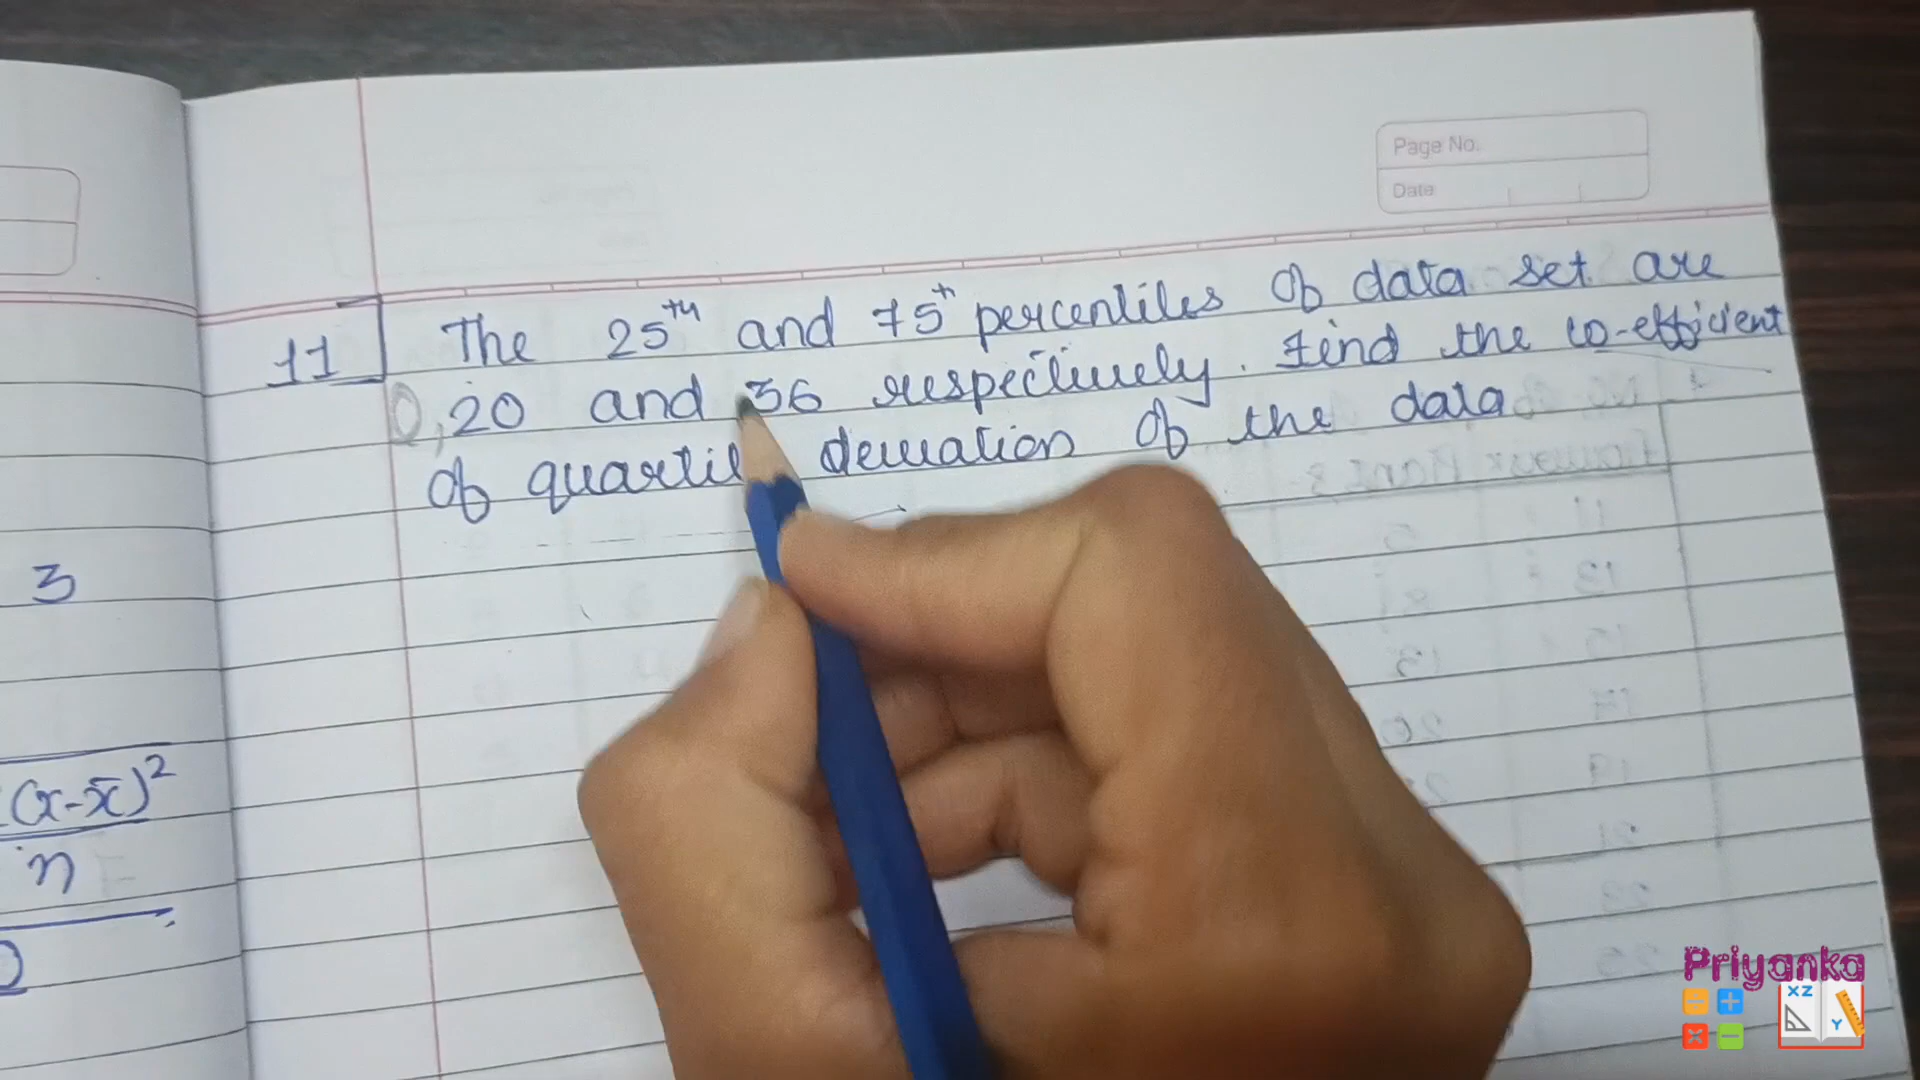 Page No.
Date
11] The 25th and 75th percentiles of data set are
20 and 36 respectively. Find the co-efficient
of quartile deviation of the data
3
(x-x̄)²
n
Priyanka
XZ
Y